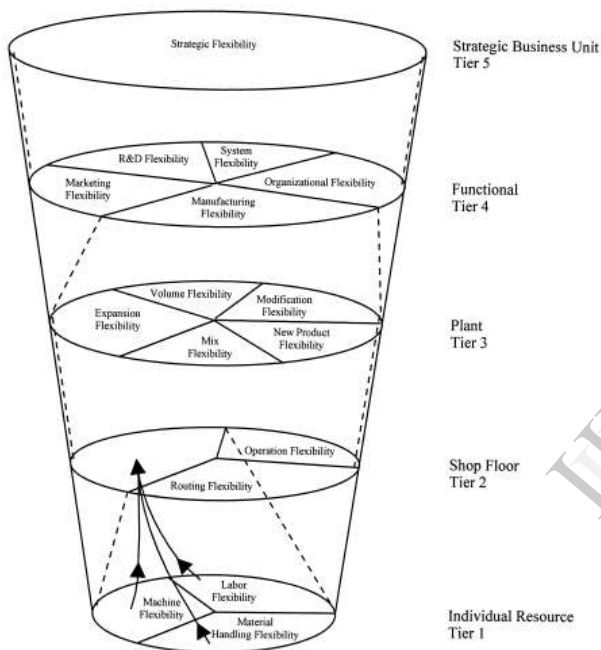 Strategic Flexibility
Strategic Business Unit
Tier 5
R&D Flexibility
System
Flexibility
Marketing
Flexibility
Organizational Flexibility
Manufacturing
Flexibility
Functional
Tier 4
Volume Flexibility
Modification
Flexibility
Expansion
Flexibility
New Product
Flexibility
Mix
Flexibility
Plant
Tier 3
Operation Flexibility
Routing Flexibility
Shop Floor
Tier 2
Labor
Flexibility
Machine
Flexibility
Material
Handling Flexibility
Individual Resource
Tier 1